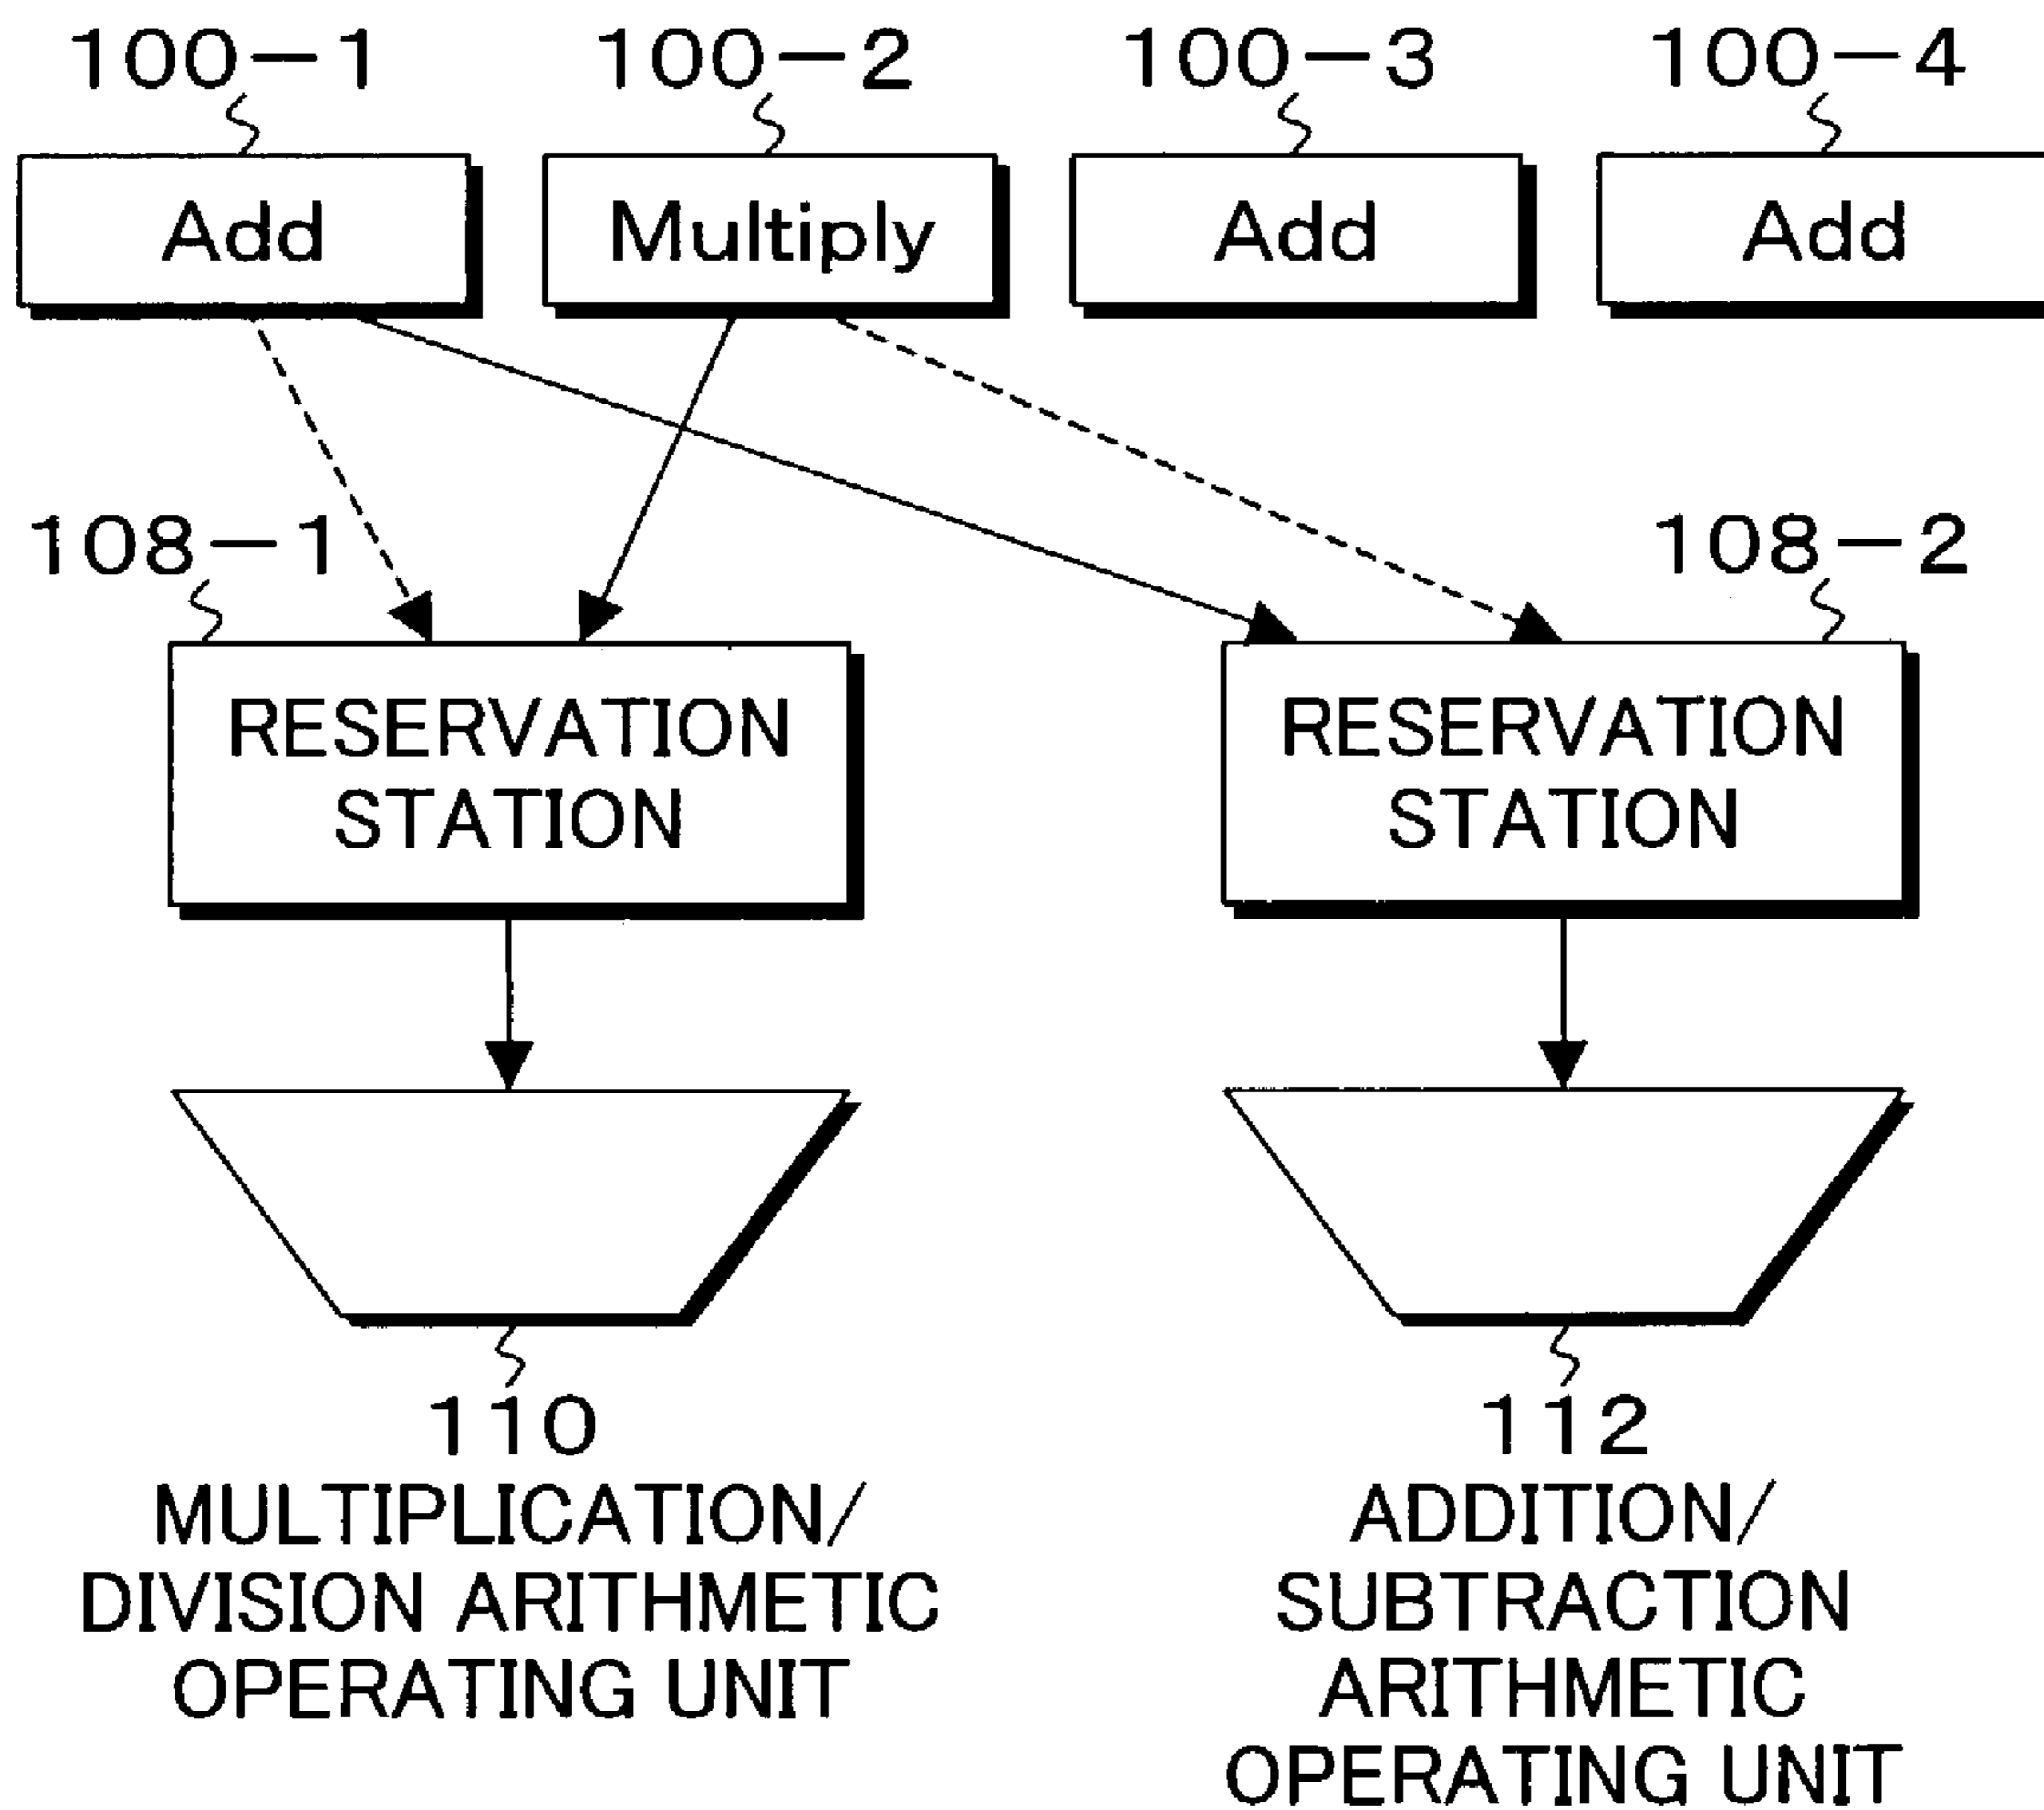 100-1 100-2 100-3 100-4
Add Multiply Add Add
108-1 108-2
RESERVATION
STATION
RESERVATION
STATION
110
MULTIPLICATION/
DIVISION ARITHMETIC
OPERATING UNIT
112
ADDITION/
SUBTRACTION
ARITHMETIC
OPERATING UNIT